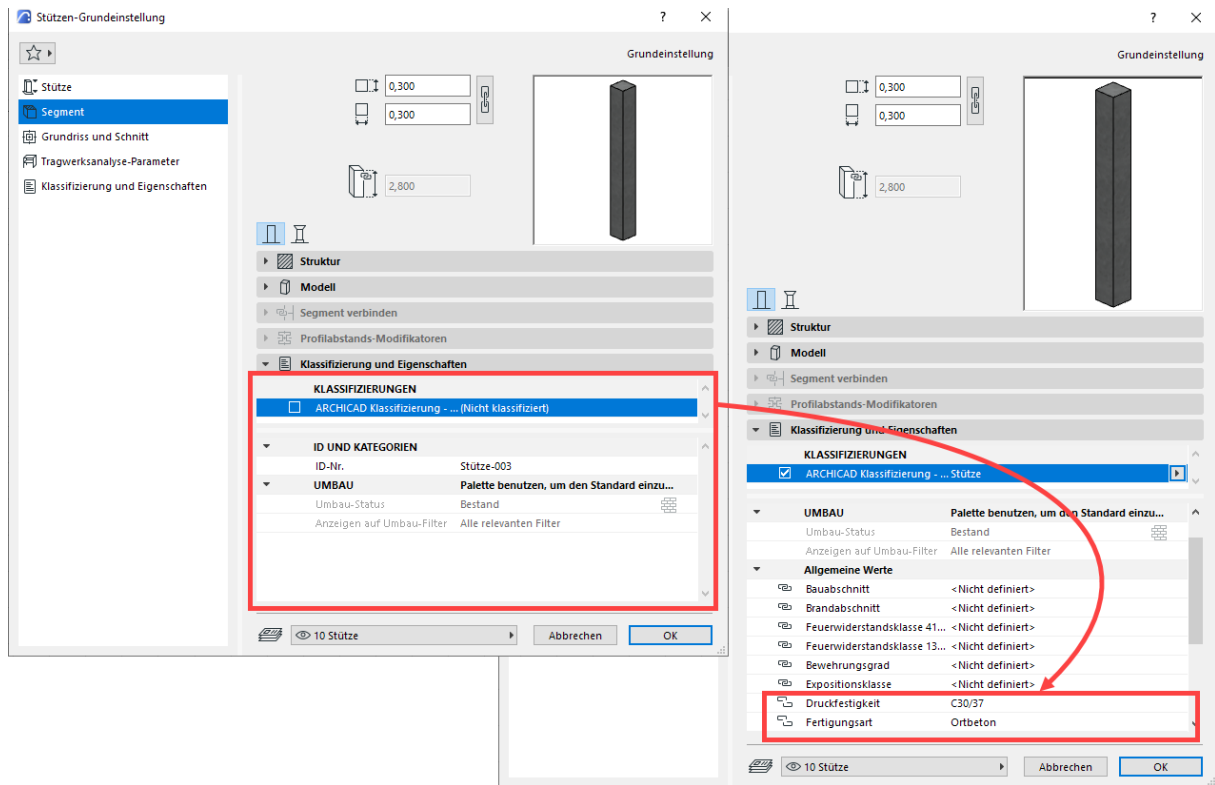 Stützen-Grundeinstellung
?
Grundeinstellung
Stütze
Segment
Grundriss und Schnitt
Tragwerksanalyse-Parameter
Klassifizierung und Eigenschaften
0,300
0,300
2,800
Struktur
Modell
Segment verbinden
Profilabstands-Modifikatoren
Klassifizierung und Eigenschaften
KLASSIFIZIERUNGEN
ARCHICAD Klassifizierung - ... (Nicht klassifiziert)
ID UND KATEGORIEN
ID-Nr. Stütze-003
UMBAU Palette benutzen, um den Standard einzu...
Umbau-Status Bestand
Anzeigen auf Umbau-Filter Alle relevanten Filter
10 Stütze Abbrechen OK
?
Grundeinstellung
0,300
0,300
2,800
Struktur
Modell
Segment verbinden
Profilabstands-Modifikatoren
Klassifizierung und Eigenschaften
KLASSIFIZIERUNGEN
ARCHICAD Klassifizierung - ... Stütze
UMBAU Palette benutzen, um den Standard einzu...
Umbau-Status Bestand
Anzeigen auf Umbau-Filter Alle relevanten Filter
Allgemeine Werte
Bauabschnitt <Nicht definiert>
Brandabschnitt <Nicht definiert>
Feuerwiderstandsklasse 41... <Nicht definiert>
Feuerwiderstandsklasse 13... <Nicht definiert>
Bewehrungsgrad <Nicht definiert>
Expositionsklasse <Nicht definiert>
Druckfestigkeit C30/37
Fertigungsart Ortbeton
10 Stütze Abbrechen OK